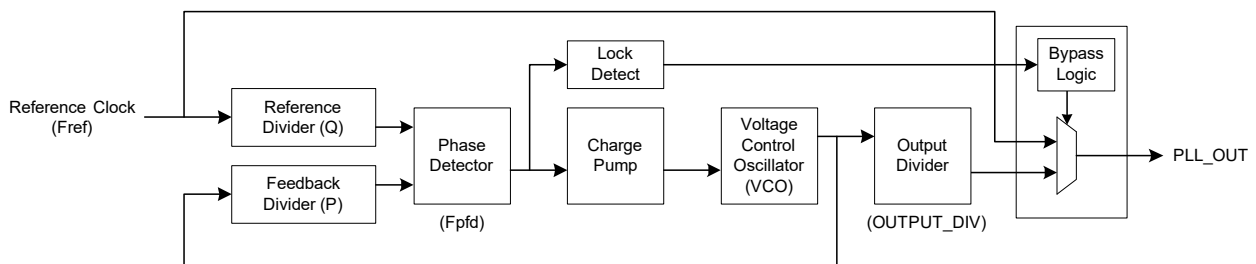 Reference Clock
(Fref)
Reference
Divider (Q)
Feedback
Divider (P)
Phase
Detector
(Fpfd)
Lock
Detect
Charge
Pump
Voltage
Control
Oscillator
(VCO)
Output
Divider
(OUTPUT_DIV)
Bypass
Logic
PLL_OUT